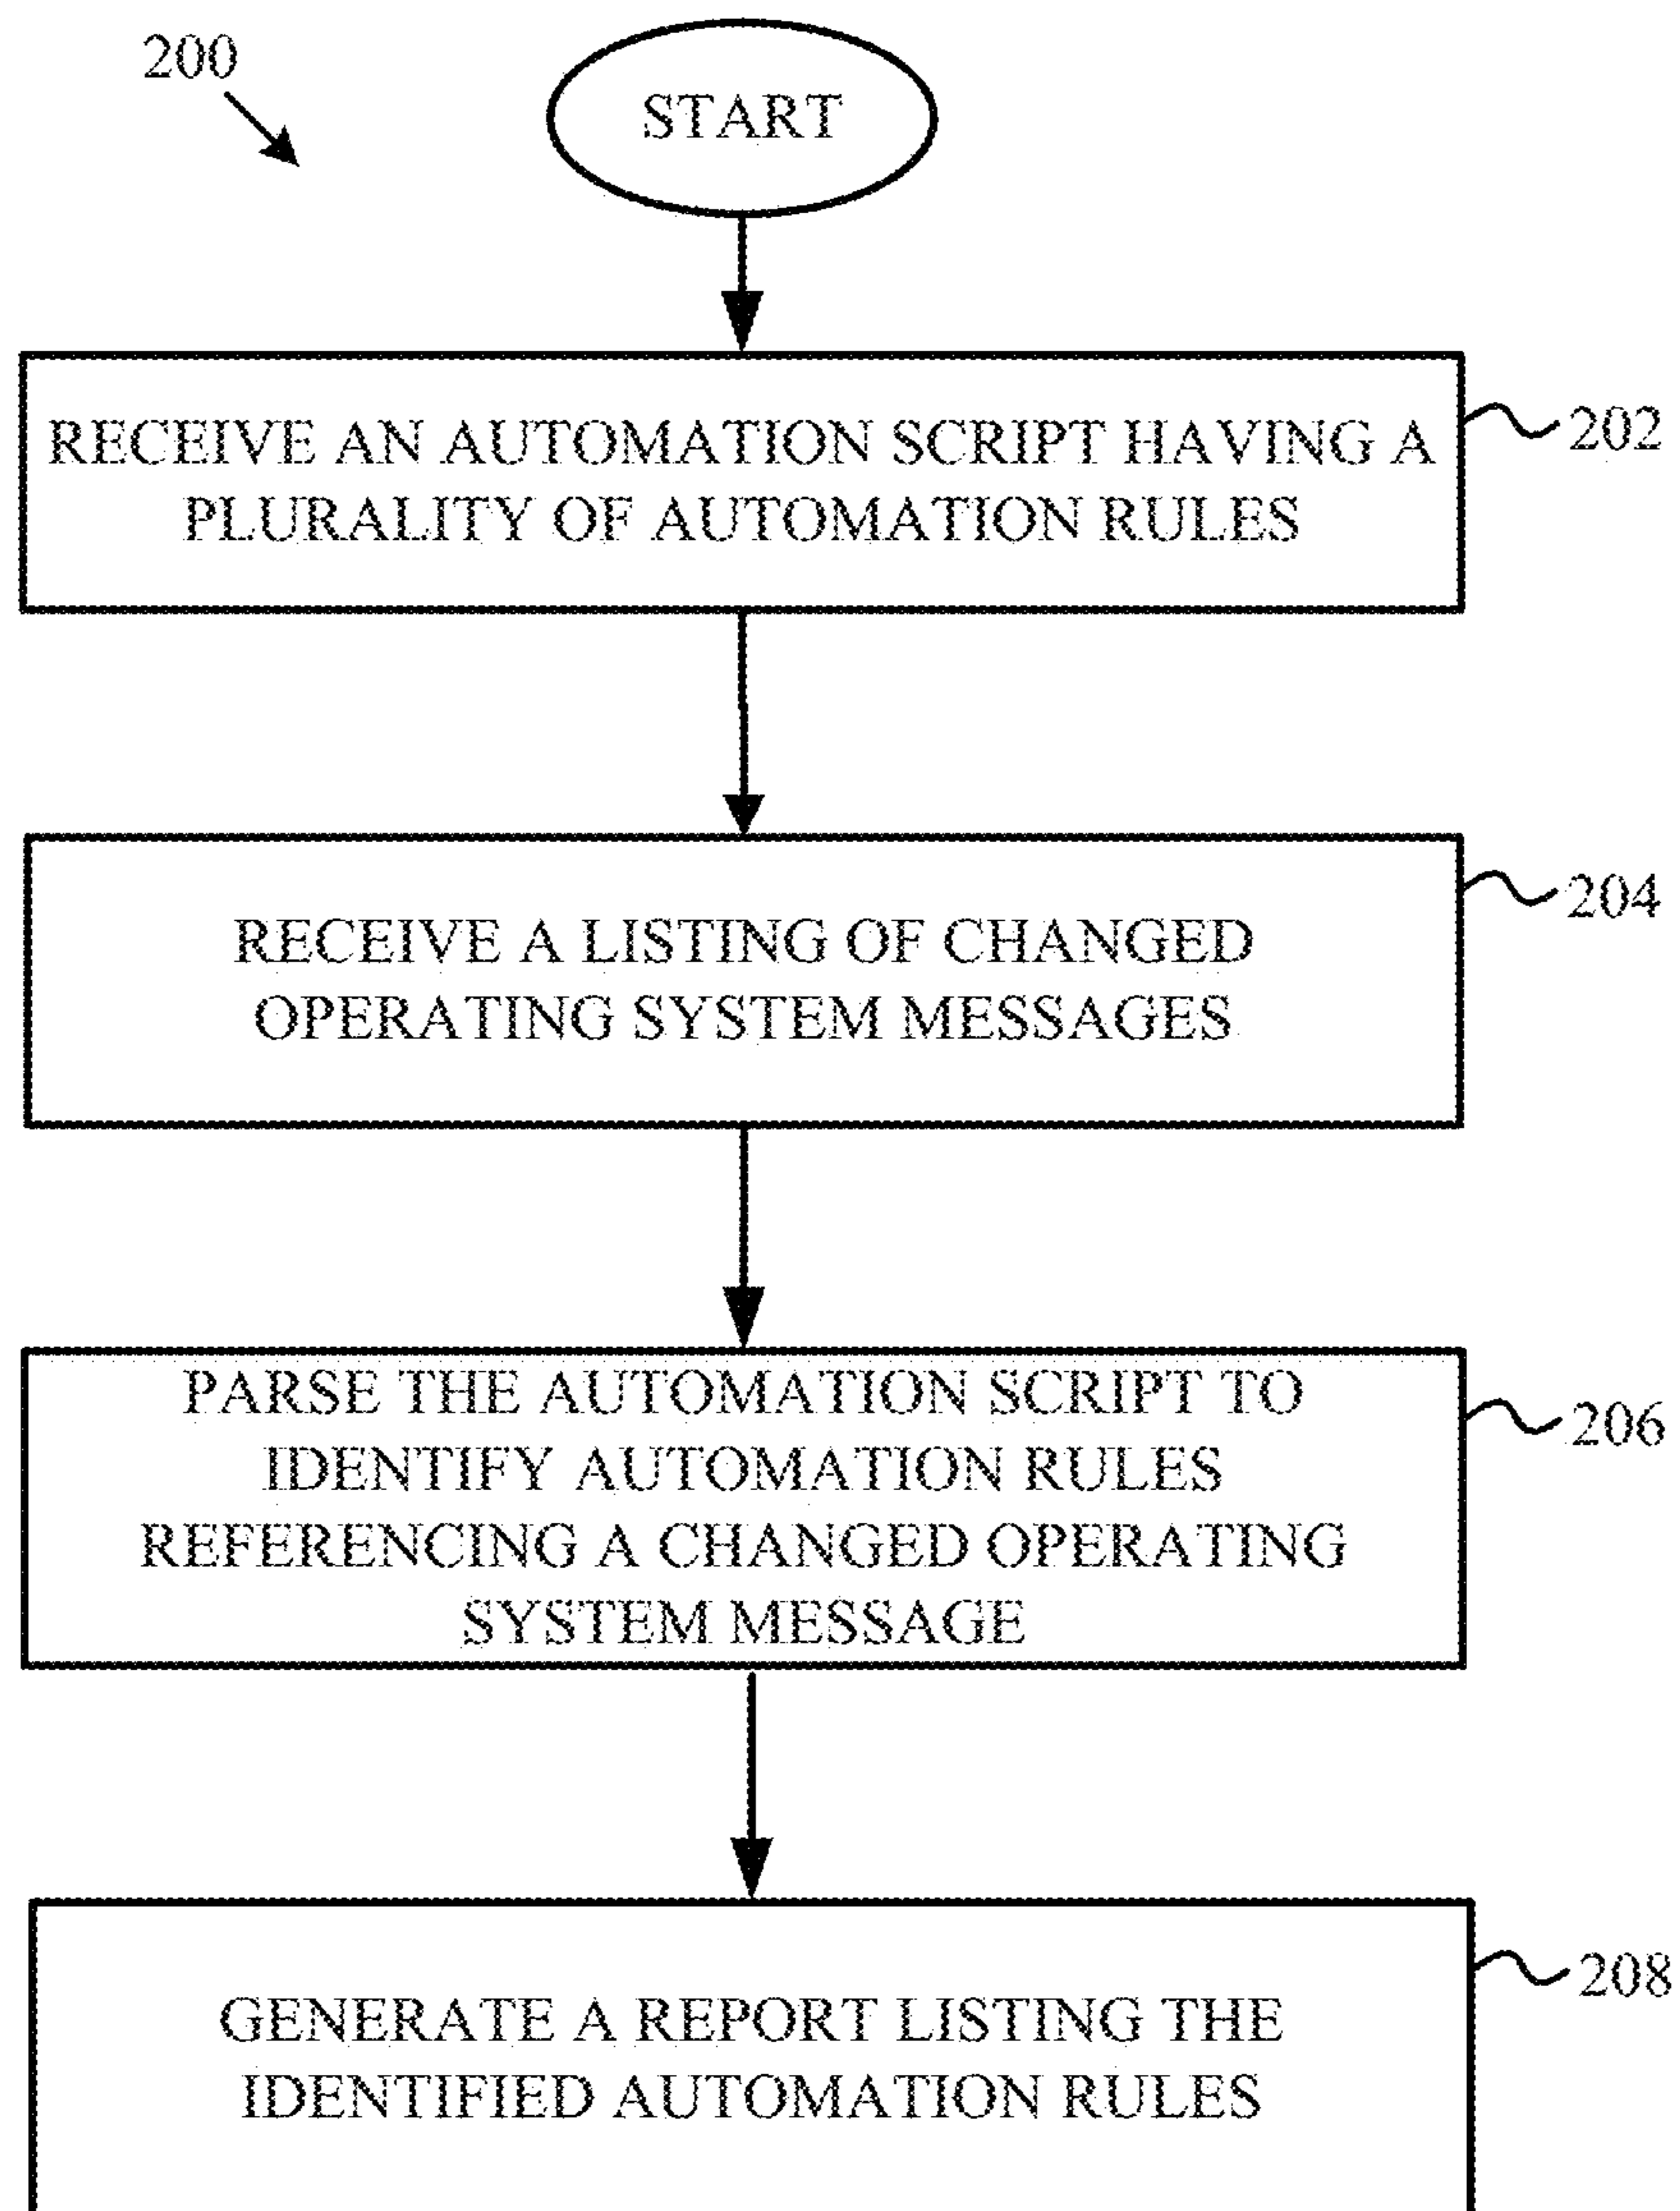 200
START
RECEIVE AN AUTOMATION SCRIPT HAVING A
PLURALITY OF AUTOMATION RULES
202
RECEIVE A LISTING OF CHANGED
OPERATING SYSTEM MESSAGES
204
PARSE THE AUTOMATION SCRIPT TO
IDENTIFY AUTOMATION RULES
REFERENCING A CHANGED OPERATING
SYSTEM MESSAGE
206
GENERATE A REPORT LISTING THE
IDENTIFIED AUTOMATION RULES
208